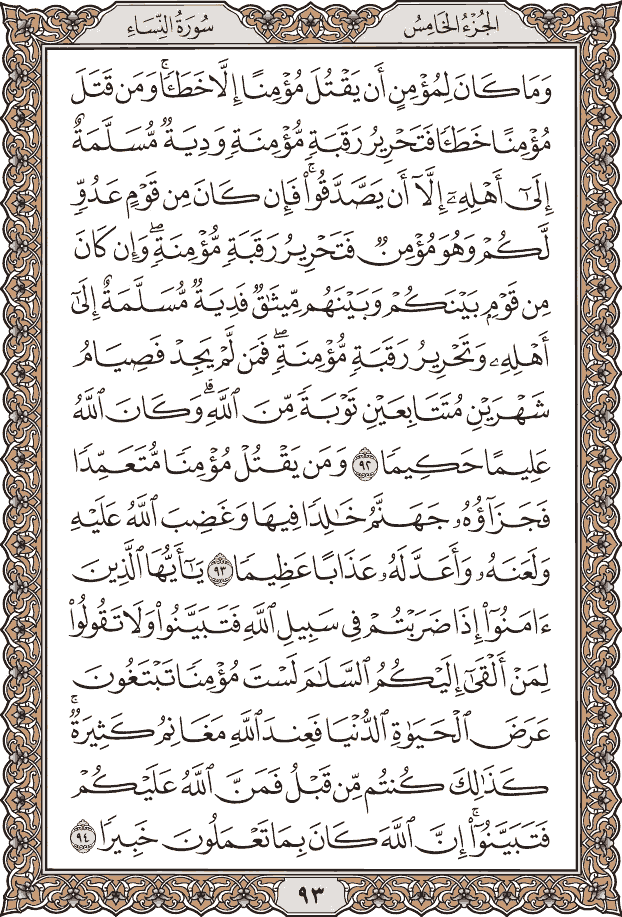 الجُزْءُ الخَامِسُ
سُورَةُ النِّسَاءِ
وَمَا كَانَ لِمُؤْمِنٍ أَن يَقْتُلَ مُؤْمِنًا إِلَّا خَطَـًٔا ۚ وَمَن قَتَلَ
مُؤْمِنًا خَطَـًٔا فَتَحْرِيرُ رَقَبَةٍ مُّؤْمِنَةٍ وَدِيَةٌ مُّسَلَّمَةٌ
إِلَىٰٓ أَهْلِهِۦٓ إِلَّآ أَن يَصَّدَّقُوا۟ ۚ فَإِن كَانَ مِن قَوْمٍ عَدُوٍّ
لَّكُمْ وَهُوَ مُؤْمِنٌ فَتَحْرِيرُ رَقَبَةٍ مُّؤْمِنَةٍ ۖ وَإِن كَانَ
مِن قَوْمٍۭ بَيْنَكُمْ وَبَيْنَهُم مِّيثَـٰقٌ فَدِيَةٌ مُّسَلَّمَةٌ إِلَىٰٓ
أَهْلِهِۦ وَتَحْرِيرُ رَقَبَةٍ مُّؤْمِنَةٍ ۖ فَمَن لَّمْ يَجِدْ فَصِيَامُ
شَهْرَيْنِ مُتَتَابِعَيْنِ تَوْبَةً مِّنَ ٱللَّهِ ۗ وَكَانَ ٱللَّهُ
عَلِيمًا حَكِيمًا ٩٢ وَمَن يَقْتُلْ مُؤْمِنًا مُّتَعَمِّدًا
فَجَزَآؤُهُۥ جَهَنَّمُ خَـٰلِدًا فِيهَا وَغَضِبَ ٱللَّهُ عَلَيْهِ
وَلَعَنَهُۥ وَأَعَدَّ لَهُۥ عَذَابًا عَظِيمًا ٩٣ يَـٰٓأَيُّهَا ٱلَّذِينَ
ءَامَنُوٓا۟ إِذَا ضَرَبْتُمْ فِى سَبِيلِ ٱللَّهِ فَتَبَيَّنُوا۟ وَلَا تَقُولُوا۟
لِمَنْ أَلْقَىٰٓ إِلَيْكُمُ ٱلسَّلَـٰمَ لَسْتَ مُؤْمِنًا تَبْتَغُونَ
عَرَضَ ٱلْحَيَوٰةِ ٱلدُّنْيَا فَعِندَ ٱللَّهِ مَغَانِمُ كَثِيرَةٌ ۚ
كَذَٰلِكَ كُنتُم مِّن قَبْلُ فَمَنَّ ٱللَّهُ عَلَيْكُمْ
فَتَبَيَّنُوٓا۟ ۚ إِنَّ ٱللَّهَ كَانَ بِمَا تَعْمَلُونَ خَبِيرًا ٩٤
٩٣